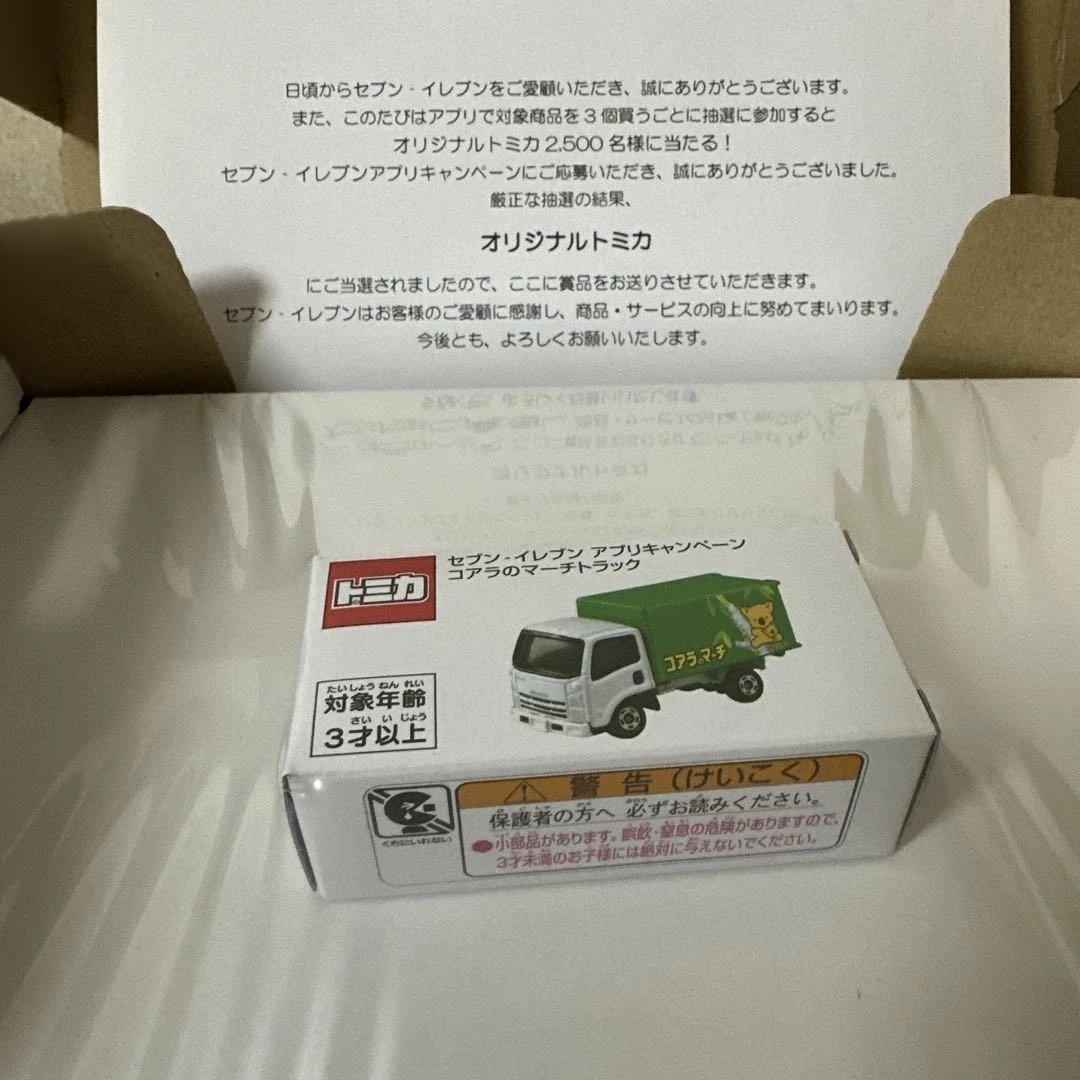 日頃からセブン‐イレブンをご愛顧いただき、誠にありがとうございます。
また、このたびはアプリで対象商品を3個買うごとに抽選に参加すると
オリジナルトミカ2,500名様に当たる！
セブン‐イレブンアプリキャンペーンにご応募いただき、誠にありがとうございました。
厳正な抽選の結果、
オリジナルトミカ
にご当選されましたので、ここに賞品をお送りさせていただきます。
セブン‐イレブンはお客様のご愛顧に感謝し、商品・サービスの向上に努めてまいります。
今後とも、よろしくお願いいたします。
トミカ
セブン‐イレブン アプリキャンペーン
コアラのマーチトラック
コアラのマーチ
たいしょう ねん れい
対象年齢
さい い じょう
3才以上
警告（けいこく）
保護者の方へ 必ずお読みください。
●小部品があります。誤飲・窒息の危険がありますので、
3才未満のお子様には絶対に与えないでください。
くちにいれない